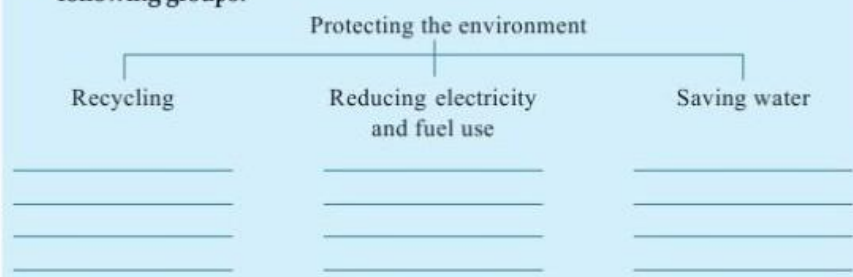 Protecting the environment
Recycling
Reducing electricity
and fuel use
Saving water